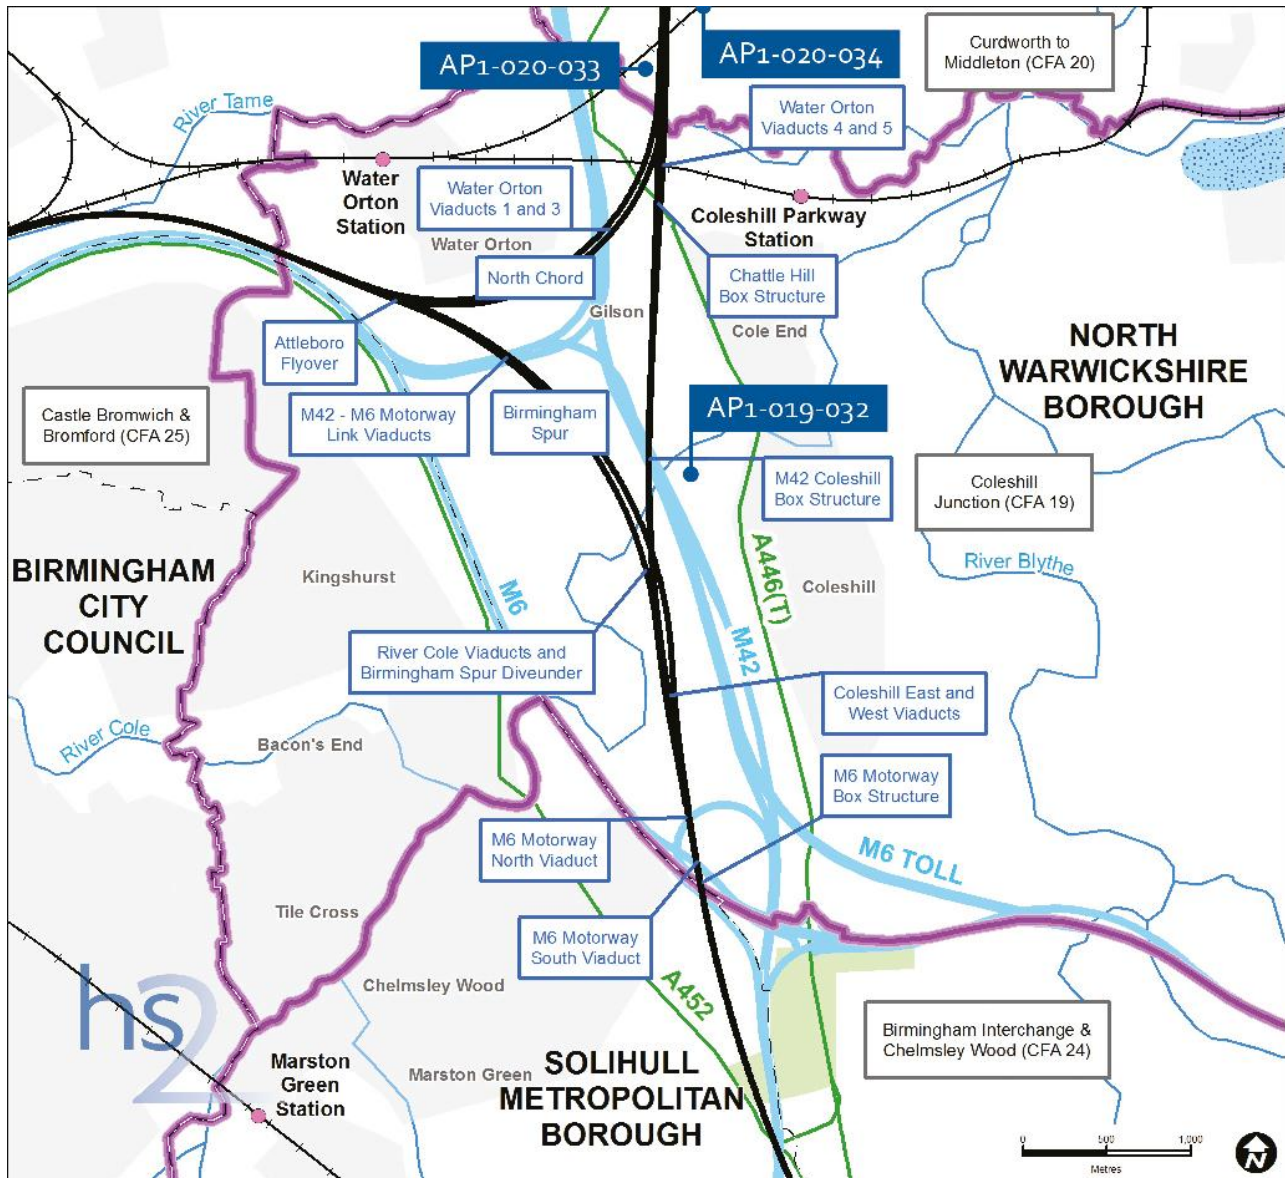 AP1-020-033
AP1-020-034
Curdworth to
Middleton (CFA 20)
River Tame
Water Orton
Viaducts 4 and 5
Water
Orton
Station
Water Orton
Viaducts 1 and 3
Coleshill Parkway
Station
Water Orton
North Chord
Chattle Hill
Box Structure
Gilson
Cole End
Attleboro
Flyover
NORTH
WARWICKSHIRE
BOROUGH
Castle Bromwich &
Bromford (CFA 25)
M42 - M6 Motorway
Link Viaducts
Birmingham
Spur
AP1-019-032
M42 Coleshill
Box Structure
Coleshill
Junction (CFA 19)
BIRMINGHAM
CITY
COUNCIL
Kingshurst
M6
A446(T)
Coleshill
River Blythe
River Cole Viaducts and
Birmingham Spur Diveunder
M42
Coleshill East and
West Viaducts
River Cole
Bacon's End
M6 Motorway
Box Structure
M6 Motorway
North Viaduct
M6 TOLL
Tile Cross
M6 Motorway
South Viaduct
Chelmsley Wood
A452
hs2
Birmingham Interchange &
Chelmsley Wood (CFA 24)
Marston
Green
Station
Marston Green
SOLIHULL
METROPOLITAN
BOROUGH
0 500 1,000
Metres
N